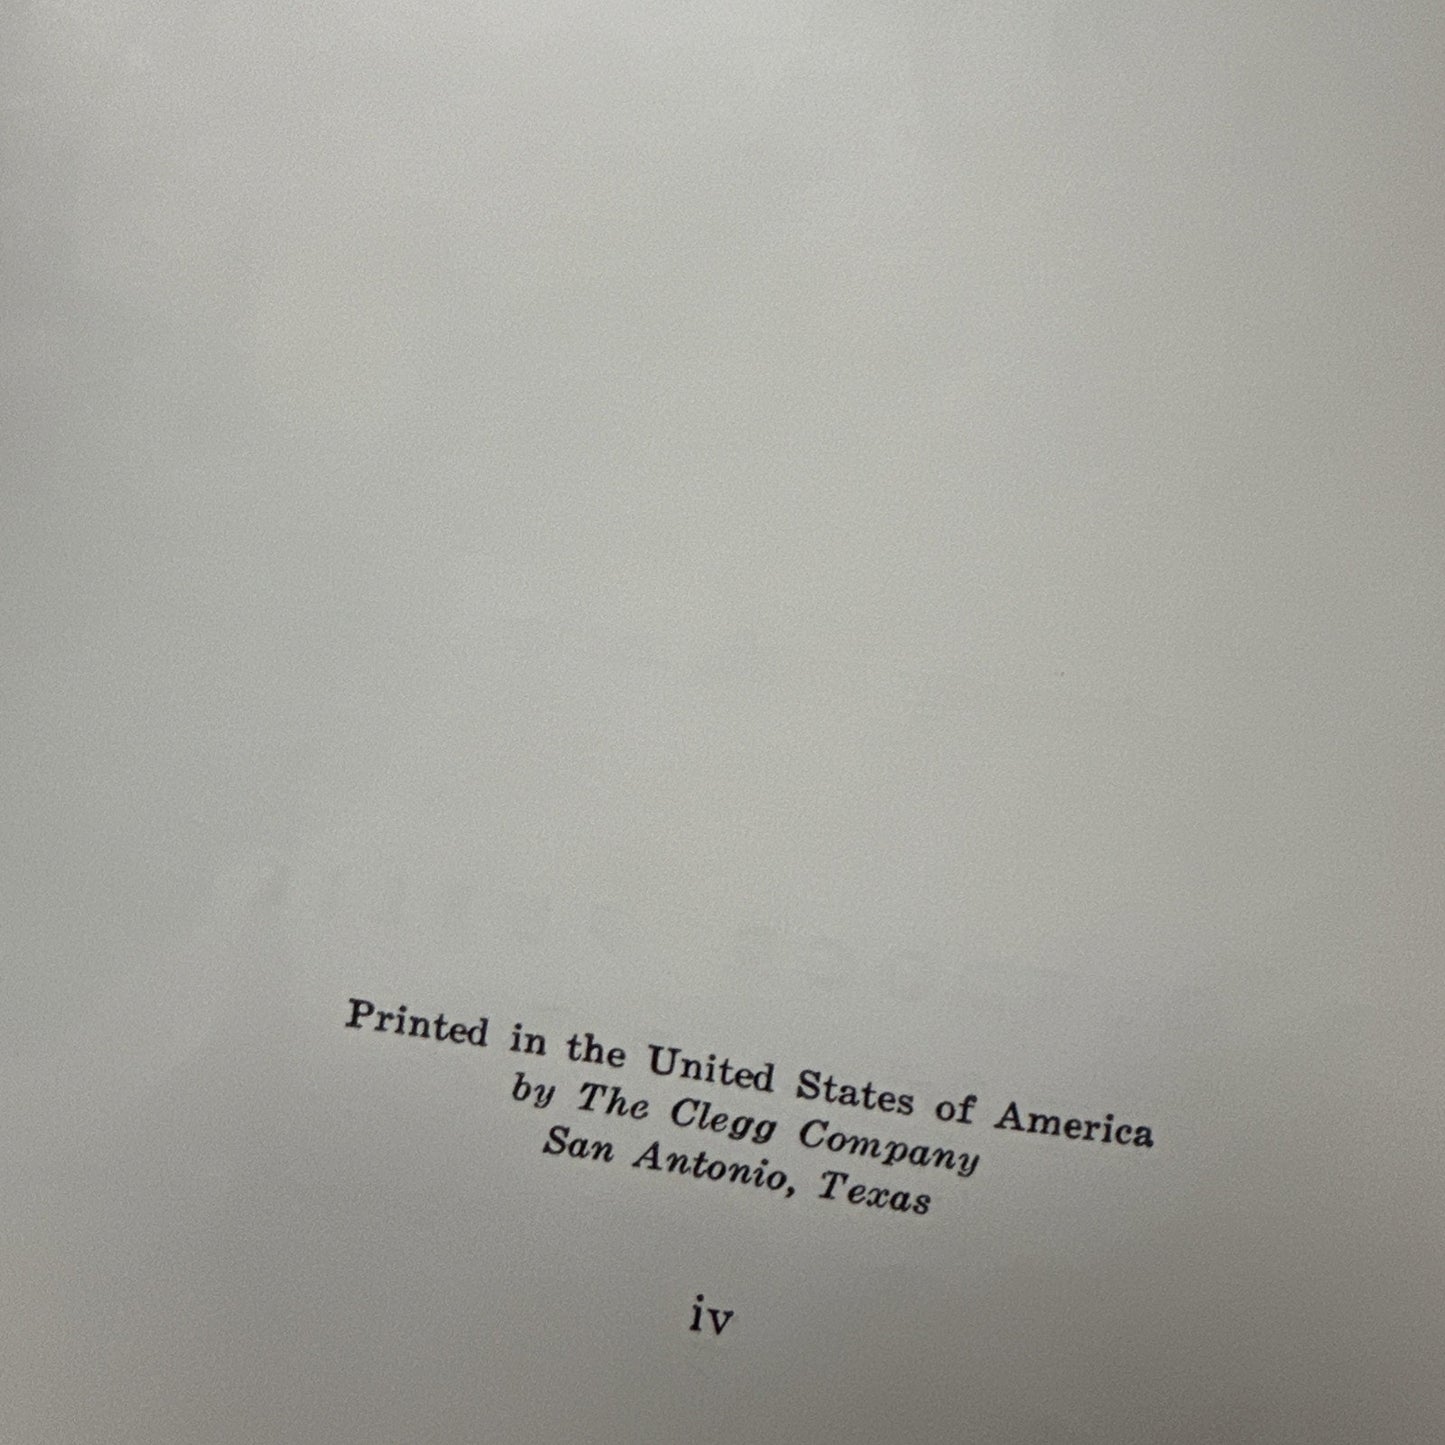 Printed in the United States of America
by The Clegg Company
San Antonio, Texas
iv